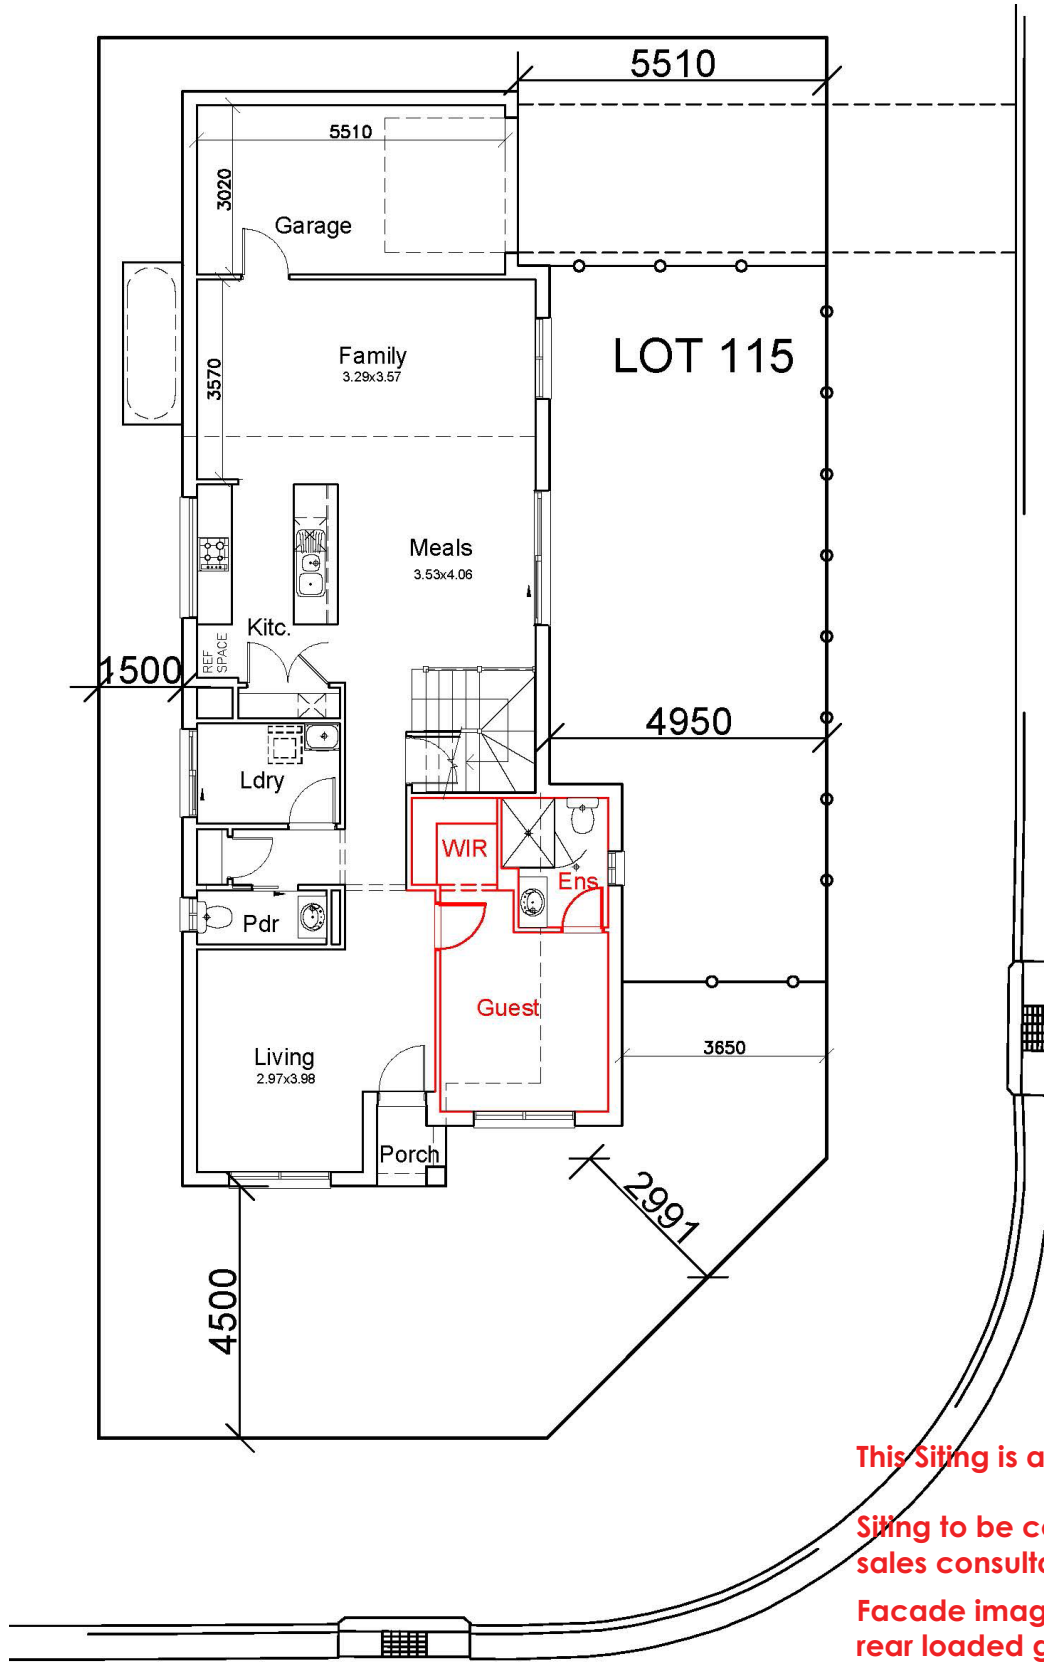 5510
5510
3020
Garage
Family
3.29x3.57
LOT 115
3570
Meals
3.53x4.06
Kitc.
REF
SPACE
1500
4950
Ldry
WIR
Ens
Pdr
Guest
Living
2.97x3.98
3650
Porch
2991
4500
This Siting is a
Siting to be
sales
Facade
rear loaded